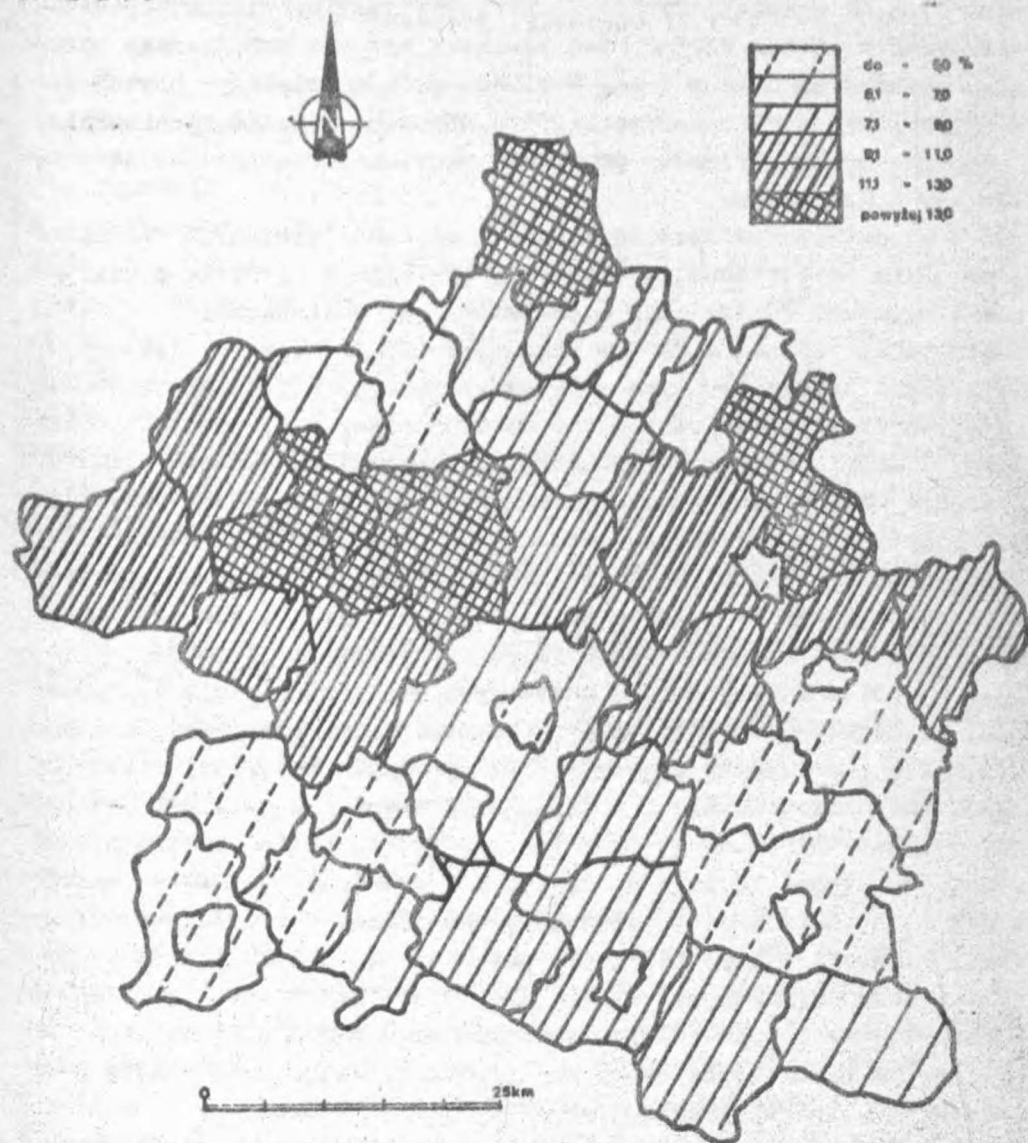 N
do - 6,0 %
6,1 - 7,0
7,1 - 9,0
9,1 - 11,0
11,1 - 13,0
powyżej 13,0
0 25km